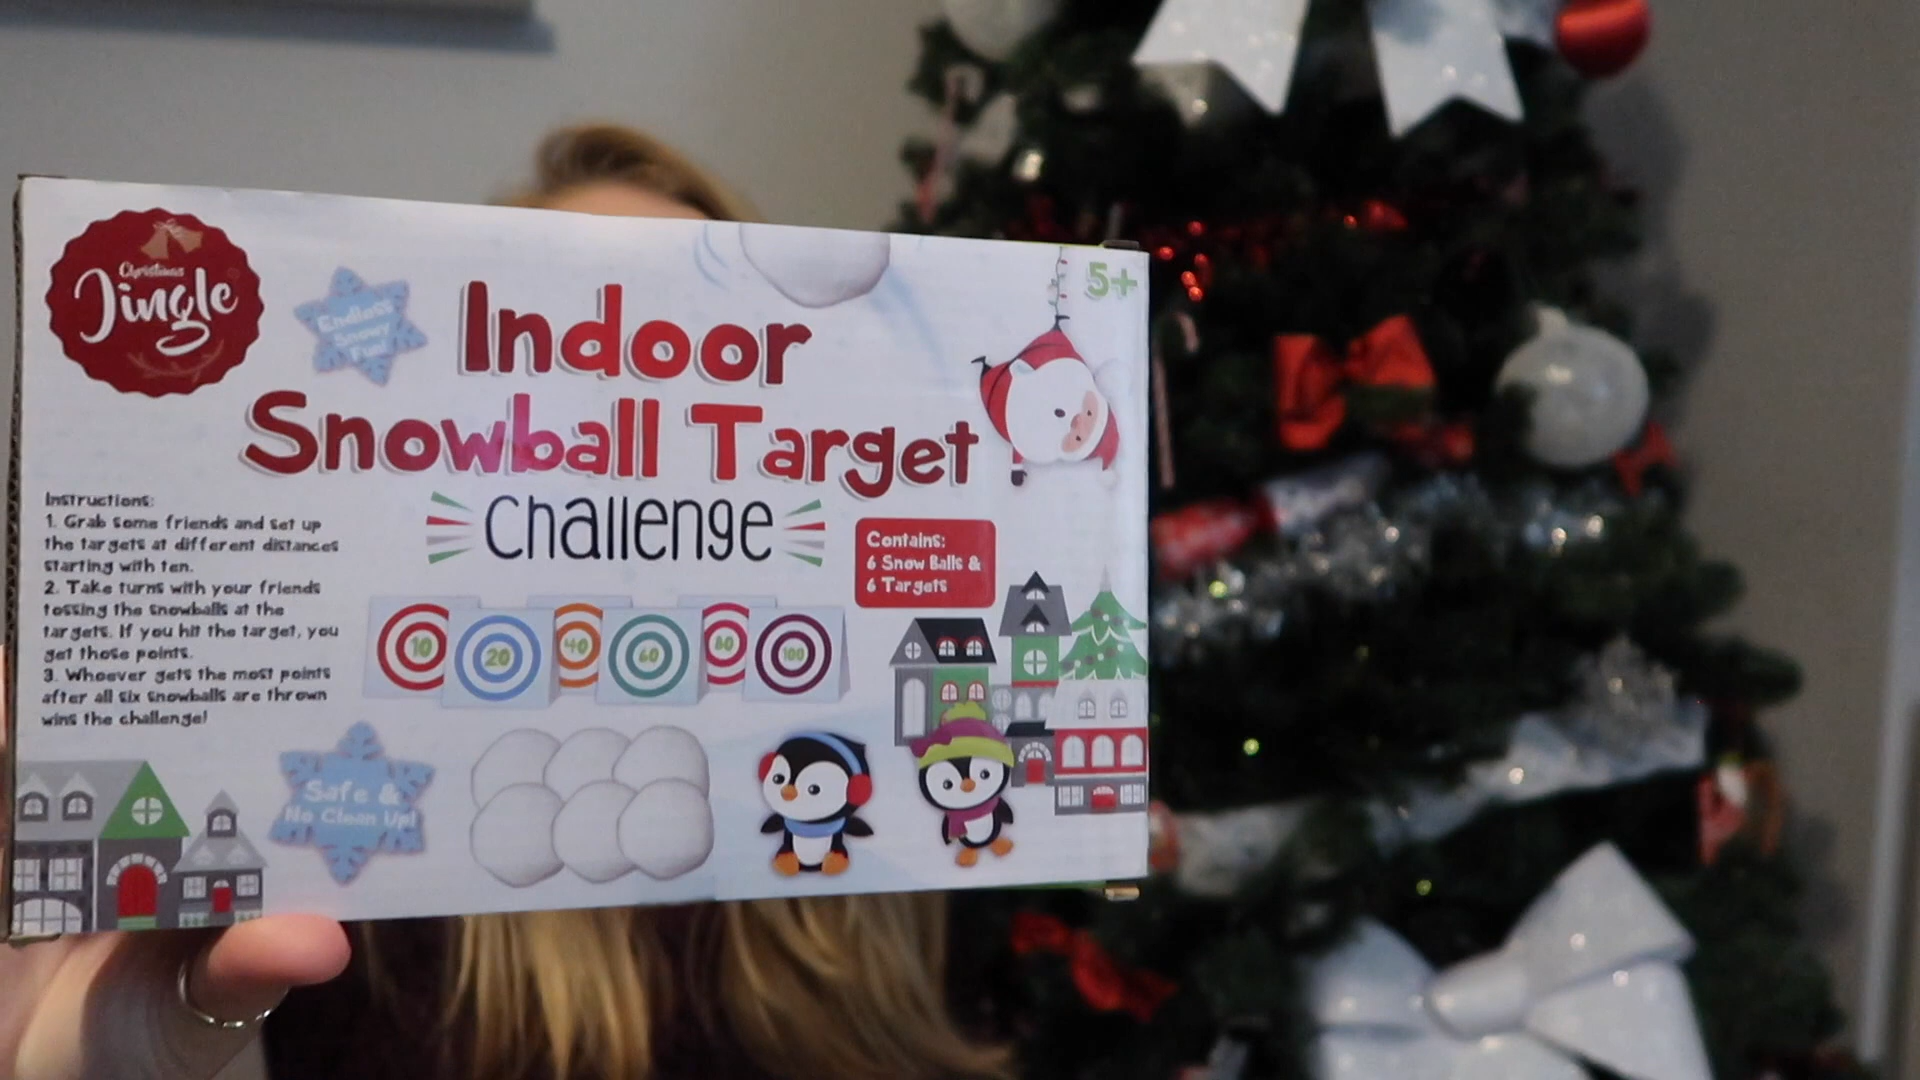 Christmas
Jingle
Endless
Snowy
Fun!
Indoor
Snowball Target
Challenge
5+
Instructions:
1. Grab some friends and set up
the targets at different distances
starting with ten.
2. Take turns with your friends
tossing the snowballs at the
targets. If you hit the target, you
get those points.
3. Whoever gets the most points
after all six snowballs are thrown
wins the challenge!
Contains:
6 Snow Balls &
6 Targets
10
20
40
60
80
100
Safe &
No Clean Up!